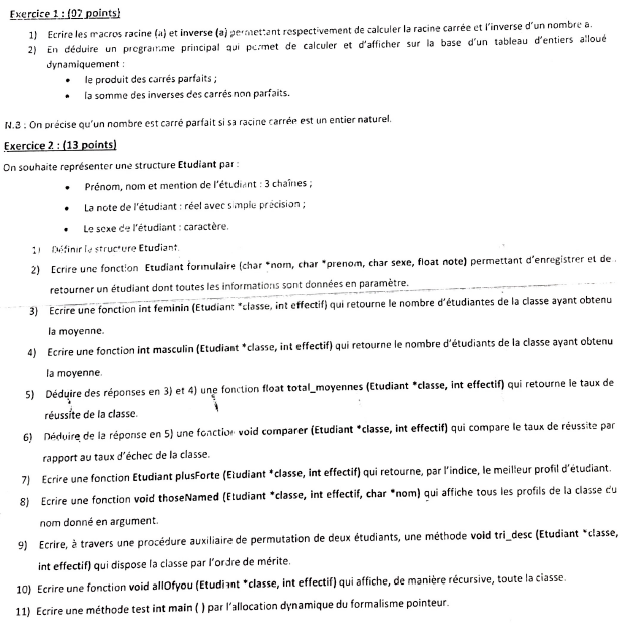 Exercice 1 : (07 points)
1) Ecrire les macros racine (a) et inverse (a) permettant respectivement de calculer la racine carrée et l'inverse d'un nombre a.
2) En déduire un programme principal qui permet de calculer et d'afficher sur la base d'un tableau d'entiers alloué
dynamiquement :
• le produit des carrés parfaits ;
• la somme des inverses des carrés non parfaits.
N.B : On précise qu'un nombre est carré parfait si sa racine carrée est un entier naturel.
Exercice 2 : (13 points)
On souhaite représenter une structure Etudiant par :
• Prénom, nom et mention de l'étudiant : 3 chaînes ;
• La note de l'étudiant : réel avec simple précision ;
• Le sexe de l'étudiant : caractère.
1) Définir la structure Etudiant.
2) Ecrire une fonction Etudiant formulaire (char *nom, char *prenom, char sexe, float note) permettant d'enregistrer et de
retourner un étudiant dont toutes les informations sont données en paramètre.
3) Ecrire une fonction int feminin (Etudiant *classe, int effectif) qui retourne le nombre d'étudiantes de la classe ayant obtenu
la moyenne.
4) Ecrire une fonction int masculin (Etudiant *classe, int effectif) qui retourne le nombre d'étudiants de la classe ayant obtenu
la moyenne.
5) Déduire des réponses en 3) et 4) une fonction float total_moyennes (Etudiant *classe, int effectif) qui retourne le taux de
réussite de la classe.
6) Déduire de la réponse en 5) une fonction void comparer (Etudiant *classe, int effectif) qui compare le taux de réussite par
rapport au taux d'échec de la classe.
7) Ecrire une fonction Etudiant plusForte (Etudiant *classe, int effectif) qui retourne, par l'indice, le meilleur profil d'étudiant.
8) Ecrire une fonction void thoseNamed (Etudiant *classe, int effectif, char *nom) qui affiche tous les profils de la classe du
nom donné en argument.
9) Ecrire, à travers une procédure auxiliaire de permutation de deux étudiants, une méthode void tri_desc (Etudiant *classe,
int effectif) qui dispose la classe par l'ordre de mérite.
10) Ecrire une fonction void allOfyou (Etudiant *classe, int effectif) qui affiche, de manière récursive, toute la classe.
11) Ecrire une méthode test int main ( ) par l'allocation dynamique du formalisme pointeur.